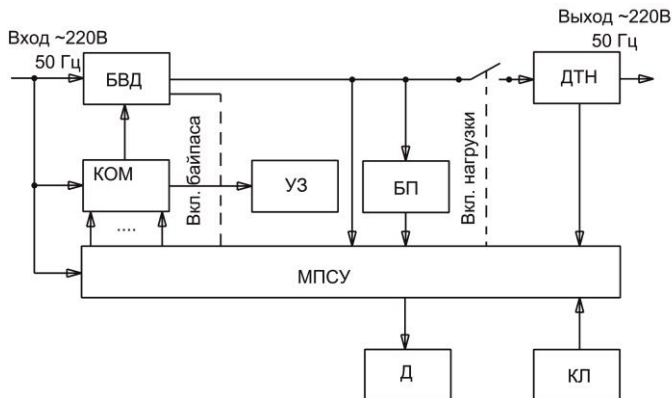 Вход ~220В
50 Гц
Выход ~220В
50 Гц
БВД
ДТН
КОМ
Вкл. байпаса
УЗ
БП
Вкл. нагрузки
....
МПСУ
Д
КЛ